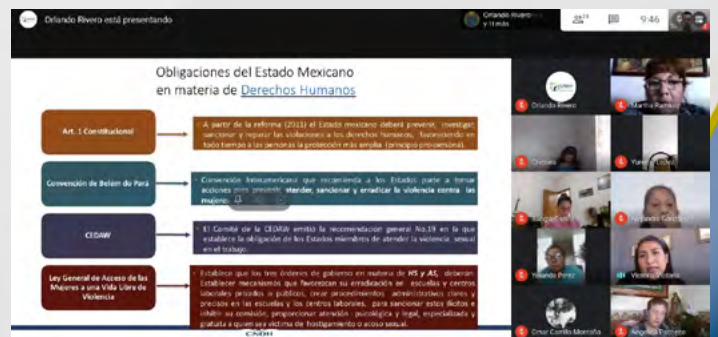 Orlando Rivero está presentando
Orlando Rivero
y 11 más
9:46
Obligaciones del Estado Mexicano
en materia de Derechos Humanos
Art. 1 Constitucional
A partir de la reforma (2011) el Estado mexicano deberá prevenir, investigar,
sancionar y reparar las violaciones a los derechos humanos, favoreciendo en
todo tiempo a las personas la protección más amplia (principio pro-persona).
Convención de Belém do Pará
Convención Interamericana que recomienda a los Estados parte a tomar
acciones para prevenir, atender, sancionar y erradicar la violencia contra las
mujeres
CEDAW
El Comité de la CEDAW emitió la recomendación general No.19 en la que
establece la obligación de los Estados miembros de atender la violencia sexual
en el trabajo.
Ley General de Acceso de las
Mujeres a una Vida Libre de
Violencia
Establece que los tres órdenes de gobierno en materia de HS y AS, deberán:
Establecer mecanismos que favorezcan su erradicación en escuelas y centros
laborales privados o públicos, crear procedimientos administrativos claros y
precisos en las escuelas y los centros laborales, para sancionar estos ilícitos e
inhibir su comisión, proporcionar atención psicológica y legal, especializada y
gratuita a quien sea víctima de hostigamiento o acoso sexual.
CNDH
Orlando Rivero
Martha Ramírez
Yolanda Perez
Omar Carrillo Montaña
Angelica Pacheco